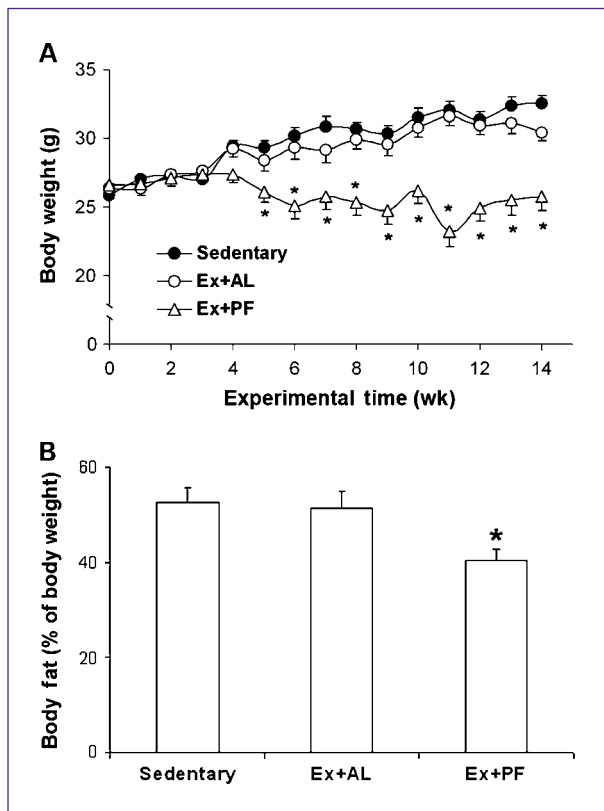 A
35
30
25
20
0
Body weight (g)
Sedentary
Ex+AL
Ex+PF
* * * * * * * * * *
0 2 4 6 8 10 12 14
Experimental time (wk)
B
60
40
20
0
Body fat (% of body weight)
*
Sedentary Ex+AL Ex+PF